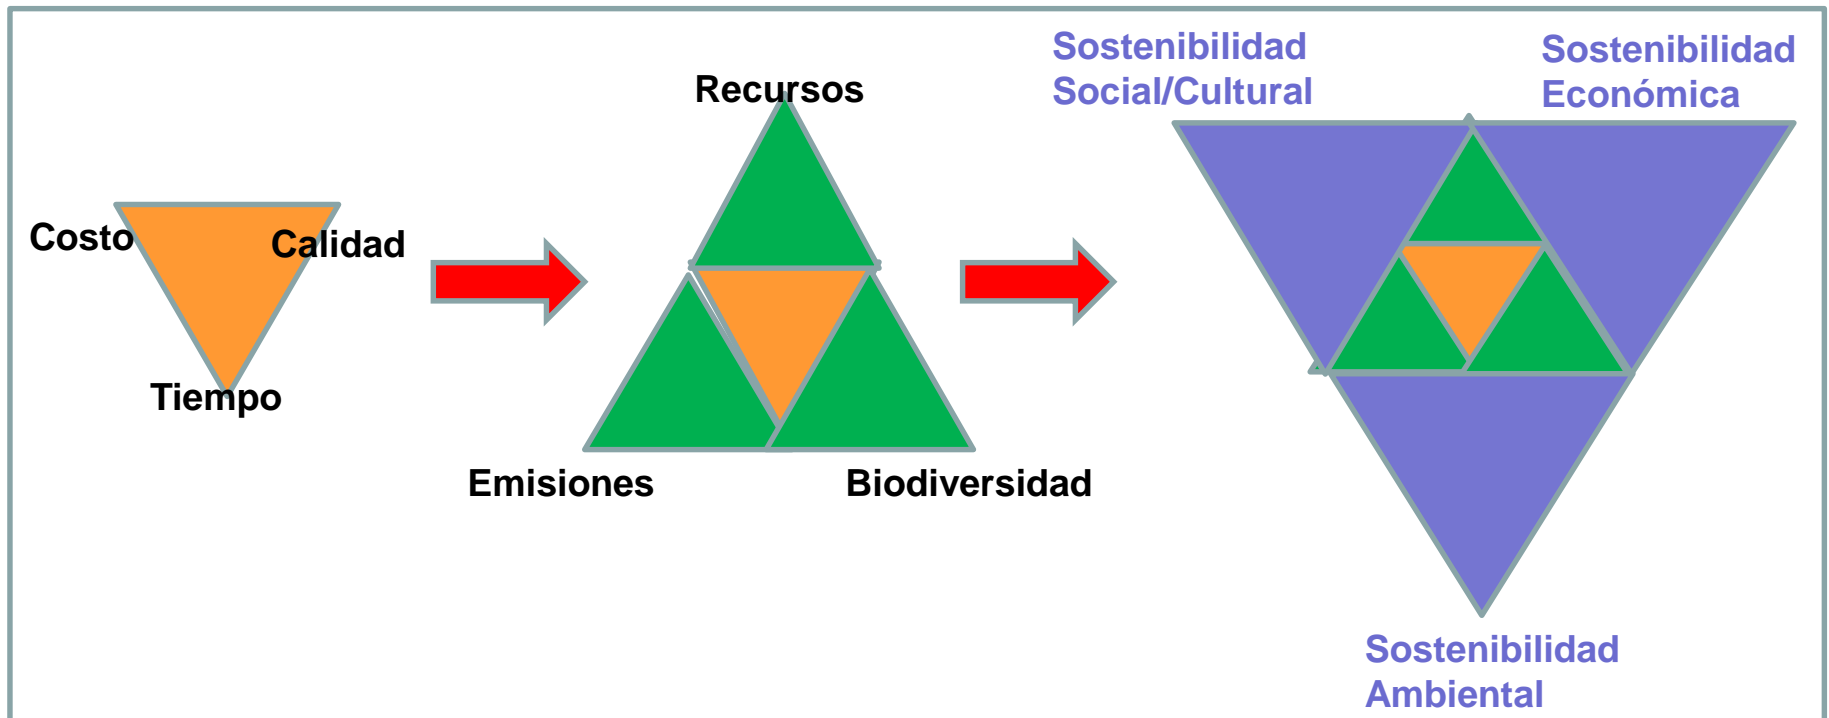 Costo
Calidad
Tiempo
Recursos
Emisiones
Biodiversidad
Sostenibilidad
Social/Cultural
Sostenibilidad
Económica
Sostenibilidad
Ambiental